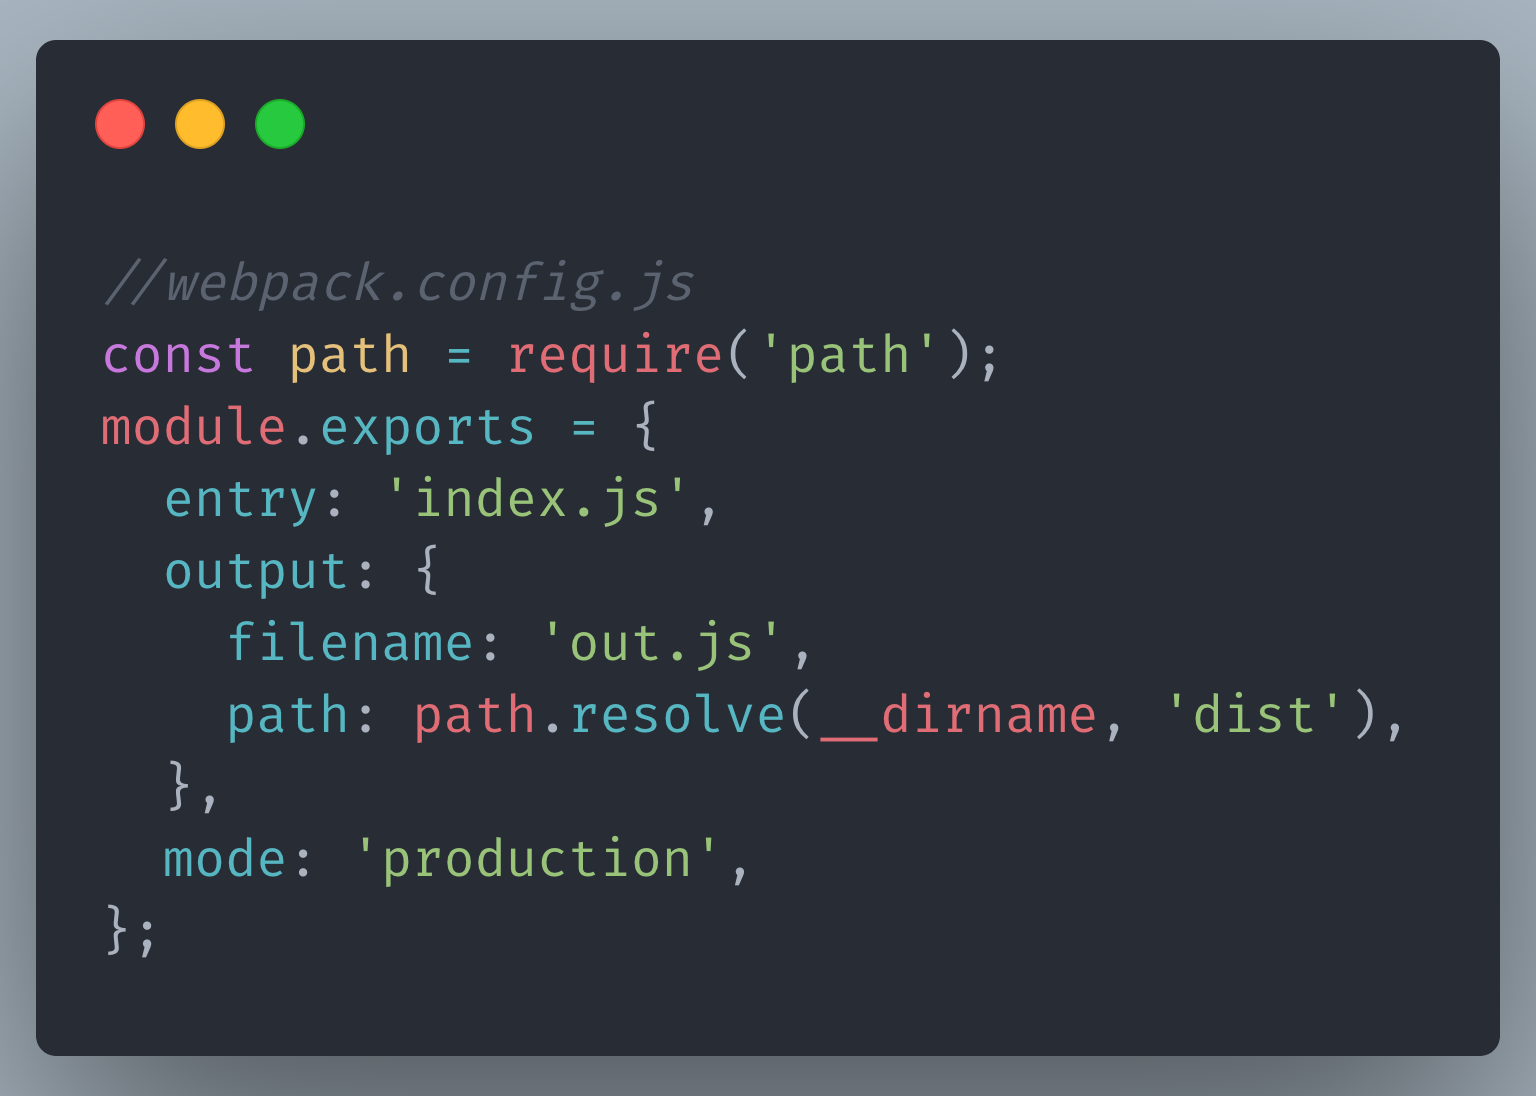 //webpack.config.js
const path = require('path');
module.exports = {
  entry: 'index.js',
  output: {
    filename: 'out.js',
    path: path.resolve(__dirname, 'dist'),
  },
  mode: 'production',
};